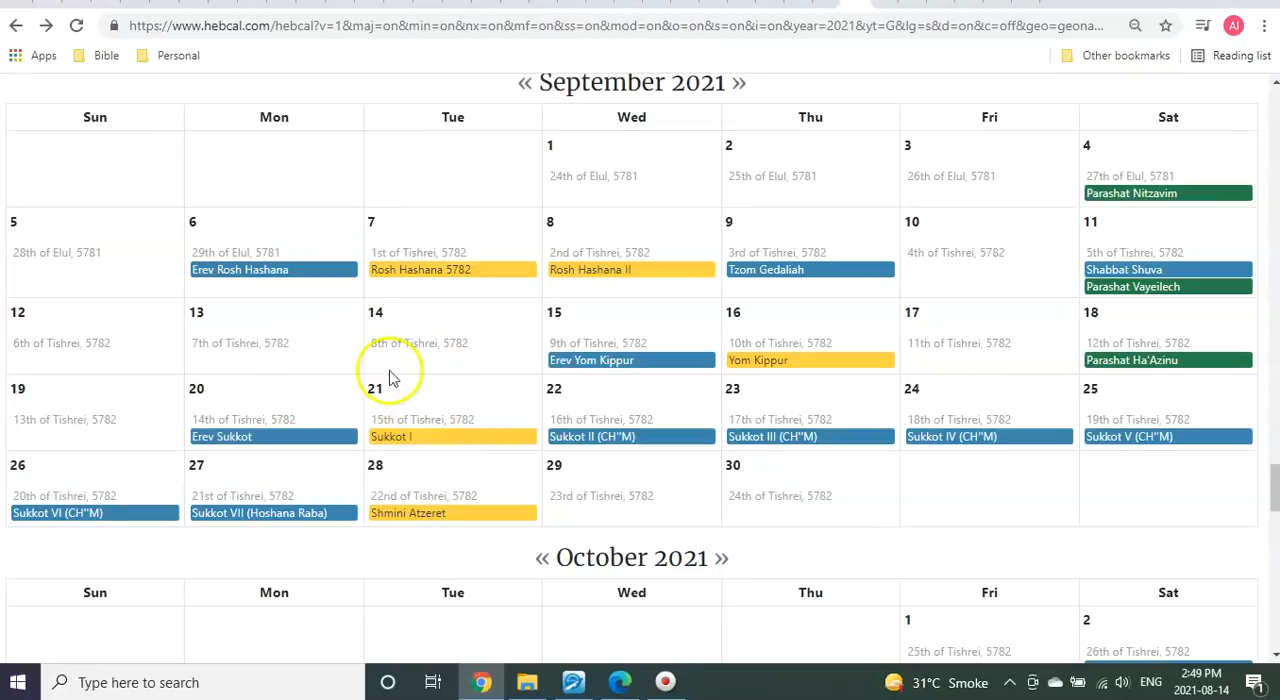 https://www.hebcal.com/hebcal?v=1&maj=on&min=on&nx=on&mf=on&ss=on&mod=on&o=on&s=on&i=on&year=2021&yt=G&lg=s&d=on&c=off&geo=geona...
AI
Apps Bible Personal Other bookmarks Reading list
« September 2021 »
Sun Mon Tue Wed Thu Fri Sat
1 2 3 4
24th of Elul, 5781 25th of Elul, 5781 26th of Elul, 5781 27th of Elul, 5781
Parashat Nitzavim
5 6 7 8 9 10 11
28th of Elul, 5781 29th of Elul, 5781 1st of Tishrei, 5782 2nd of Tishrei, 5782 3rd of Tishrei, 5782 4th of Tishrei, 5782 5th of Tishrei, 5782
Erev Rosh Hashana Rosh Hashana 5782 Rosh Hashana II Tzom Gedaliah Shabbat Shuva
Parashat Vayeilech
12 13 14 15 16 17 18
6th of Tishrei, 5782 7th of Tishrei, 5782 8th of Tishrei, 5782 9th of Tishrei, 5782 10th of Tishrei, 5782 11th of Tishrei, 5782 12th of Tishrei, 5782
Erev Yom Kippur Yom Kippur Parashat Ha'Azinu
19 20 21 22 23 24 25
13th of Tishrei, 5782 14th of Tishrei, 5782 15th of Tishrei, 5782 16th of Tishrei, 5782 17th of Tishrei, 5782 18th of Tishrei, 5782 19th of Tishrei, 5782
Erev Sukkot Sukkot I Sukkot II (CH''M) Sukkot III (CH''M) Sukkot IV (CH''M) Sukkot V (CH''M)
26 27 28 29 30
20th of Tishrei, 5782 21st of Tishrei, 5782 22nd of Tishrei, 5782 23rd of Tishrei, 5782 24th of Tishrei, 5782
Sukkot VI (CH''M) Sukkot VII (Hoshana Raba) Shmini Atzeret
« October 2021 »
Sun Mon Tue Wed Thu Fri Sat
1 2
25th of Tishrei, 5782 26th of Tishrei, 5782
Type here to search 31°C Smoke ENG 2:49 PM
2021-08-14
1